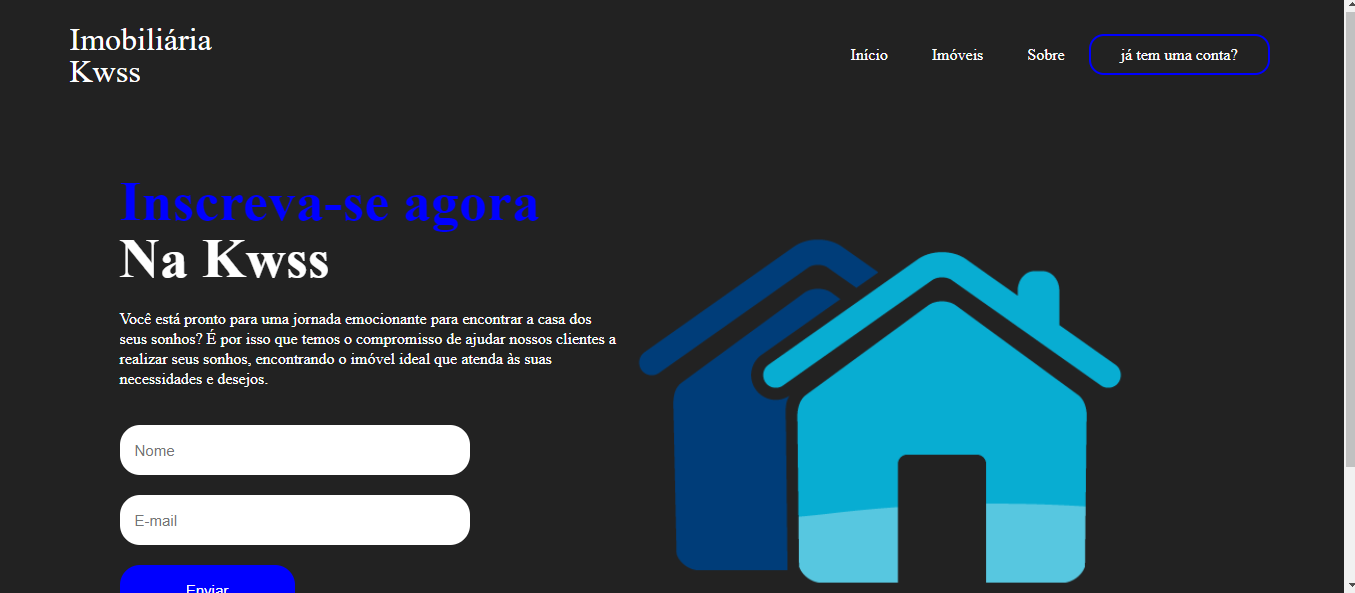 Imobiliária
Kwss
Início
Imóveis
Sobre
já tem uma conta?
Inscreva-se agora
Na Kwss
Você está pronto para uma jornada emocionante para encontrar a casa dos
seus sonhos? É por isso que temos o compromisso de ajudar nossos clientes a
realizar seus sonhos, encontrando o imóvel ideal que atenda às suas
necessidades e desejos.
Nome
E-mail
Enviar